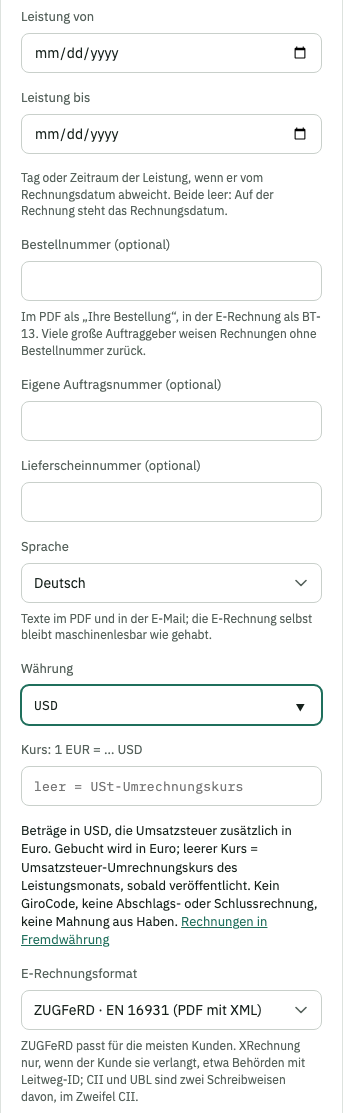 Leistung von
mm/dd/yyyy
Leistung bis
mm/dd/yyyy
Tag oder Zeitraum der Leistung, wenn er vom
Rechnungsdatum abweicht. Beide leer: Auf der
Rechnung steht das Rechnungsdatum.
Bestellnummer (optional)
Im PDF als „Ihre Bestellung“, in der E-Rechnung als BT-
13. Viele große Auftraggeber weisen Rechnungen ohne
Bestellnummer zurück.
Eigene Auftragsnummer (optional)
Lieferscheinnummer (optional)
Sprache
Deutsch
Texte im PDF und in der E-Mail; die E-Rechnung selbst
bleibt maschinenlesbar wie gehabt.
Währung
USD
Kurs: 1 EUR = … USD
leer = USt-Umrechnungskurs
Beträge in USD, die Umsatzsteuer zusätzlich in
Euro. Gebucht wird in Euro; leerer Kurs =
Umsatzsteuer-Umrechnungskurs des
Leistungsmonats, sobald veröffentlicht. Kein
GiroCode, keine Abschlags- oder Schlussrechnung,
keine Mahnung aus Haben. Rechnungen in
Fremdwährung
E-Rechnungsformat
ZUGFeRD · EN 16931 (PDF mit XML)
ZUGFeRD passt für die meisten Kunden. XRechnung
nur, wenn der Kunde sie verlangt, etwa Behörden mit
Leitweg-ID; CII und UBL sind zwei Schreibweisen
davon, im Zweifel CII.